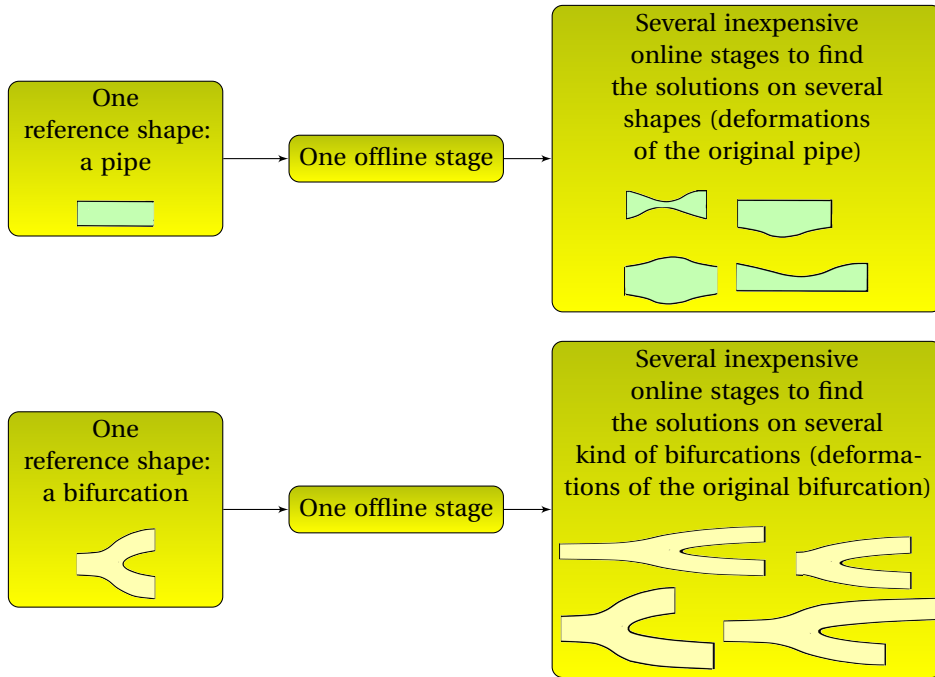 One
reference shape:
a pipe
One offline stage
Several inexpensive
online stages to find
the solutions on several
shapes (deformations
of the original pipe)
One
reference shape:
a bifurcation
One offline stage
Several inexpensive
online stages to find
the solutions on several
kind of bifurcations (deforma-
tions of the original bifurcation)